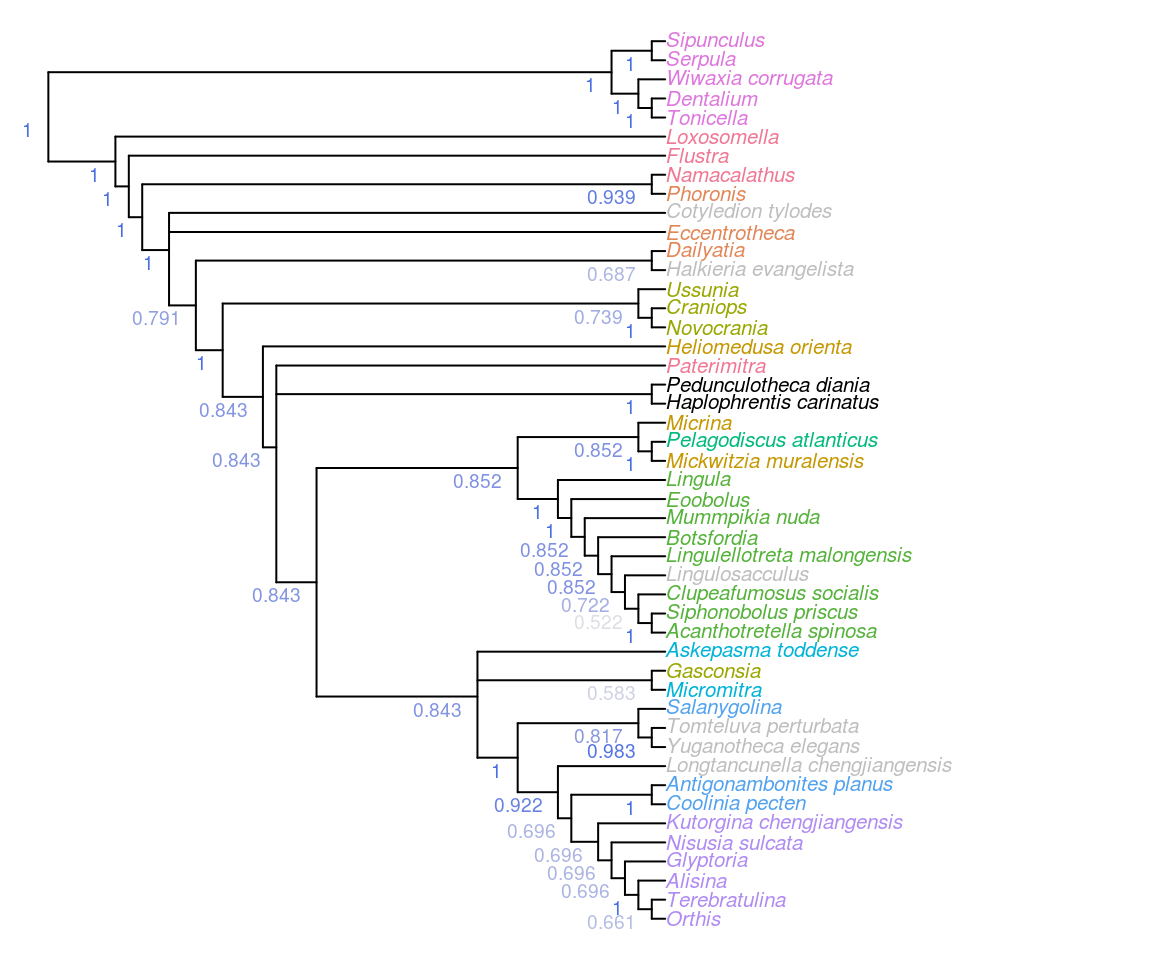 Sipunculus
Serpula
1
Wiwaxia corrugata
1
Dentalium
1
Tonicella
1
1
Loxosomella
Flustra
1
Namacalathus
1
Phoronis
0.939
Cotyledion tylodes
1
Eccentrotheca
Dailyatia
1
Halkieria evangelista
0.687
Ussunia
Craniops
0.791
0.739
Novocrania
1
Heliomedusa orienta
1
Paterimitra
Pedunculotheca diania
Haplophrentis carinatus
0.843
1
Micrina
Pelagodiscus atlanticus
0.852
0.843
Mickwitzia muralensis
1
Lingula
0.852
Eoobolus
1
Mummpikia nuda
1
Botsfordia
0.852
Lingulellotreta malongensis
0.852
Lingulosacculus
0.852
Clupeafumosus socialis
0.843
0.722
Siphonobolus priscus
0.522
Acanthotretella spinosa
1
Askepasma toddense
Gasconsia
Micromitra
0.583
Salanygolina
0.843
Tomteluva perturbata
0.817
Yuganotheca elegans
0.983
Longtancunella chengjiangensis
1
Antigonambonites planus
Coolinia pecten
0.922
1
Kutorgina chengjiangensis
0.696
Nisusia sulcata
0.696
Glyptoria
0.696
Alisina
0.696
Terebratulina
1
Orthis
0.661